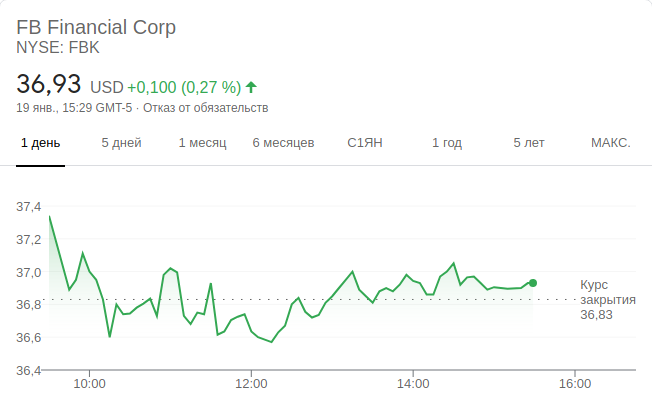 FB Financial Corp
NYSE: FBK
36,93 USD +0,100 (0,27 %)
19 янв., 15:29 GMT-5 · Отказ от обязательств
1 день 5 дней 1 месяц 6 месяцев С1ЯН 1 год 5 лет МАКС.
37,4
37,2
37,0
36,8
36,6
36,4
Курс
закрытия
36,83
10:00 12:00 14:00 16:00